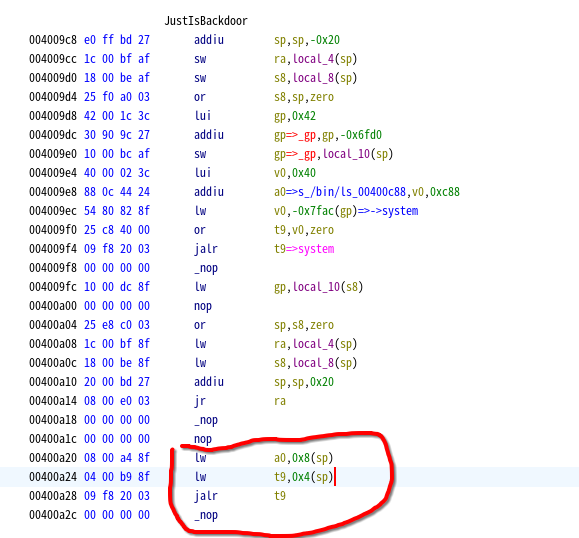 JustIsBackdoor
004009c8 e0 ff bd 27 addiu sp,sp,-0x20
004009cc 1c 00 bf af sw ra,local_4(sp)
004009d0 18 00 be af sw s8,local_8(sp)
004009d4 25 f0 a0 03 or s8,sp,zero
004009d8 42 00 1c 3c lui gp,0x42
004009dc 30 90 9c 27 addiu gp=>_gp,gp,-0x6fd0
004009e0 10 00 bc af sw gp=>_gp,local_10(sp)
004009e4 40 00 02 3c lui v0,0x40
004009e8 88 0c 44 24 addiu a0=>s_/bin/ls_00400c88,v0,0xc88
004009ec 54 80 82 8f lw v0,-0x7fac(gp)=>->system
004009f0 25 c8 40 00 or t9,v0,zero
004009f4 09 f8 20 03 jalr t9=>system
004009f8 00 00 00 00 _nop
004009fc 10 00 dc 8f lw gp,local_10(s8)
00400a00 00 00 00 00 nop
00400a04 25 e8 c0 03 or sp,s8,zero
00400a08 1c 00 bf 8f lw ra,local_4(sp)
00400a0c 18 00 be 8f lw s8,local_8(sp)
00400a10 20 00 bd 27 addiu sp,sp,0x20
00400a14 08 00 e0 03 jr ra
00400a18 00 00 00 00 _nop
00400a1c 00 00 00 00 nop
00400a20 08 00 a4 8f lw a0,0x8(sp)
00400a24 04 00 b9 8f lw t9,0x4(sp)
00400a28 09 f8 20 03 jalr t9
00400a2c 00 00 00 00 _nop